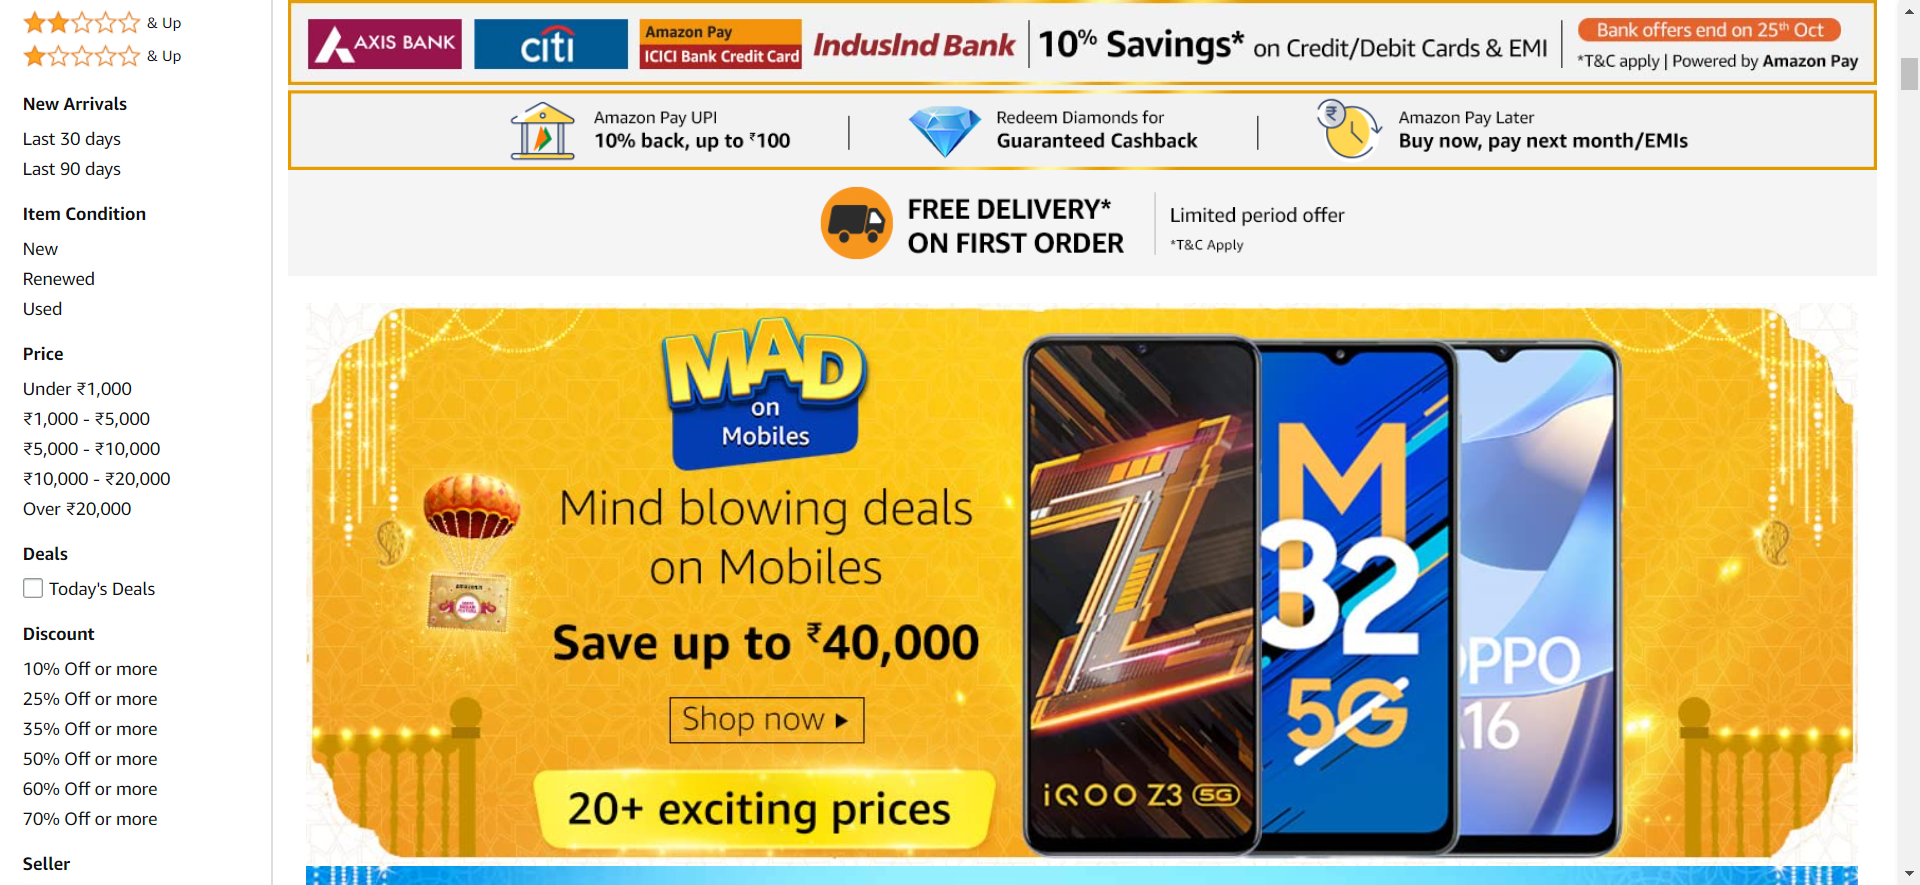 & Up
& Up
New Arrivals
Last 30 days
Last 90 days
Item Condition
New
Renewed
Used
Price
Under ₹1,000
₹1,000 - ₹5,000
₹5,000 - ₹10,000
₹10,000 - ₹20,000
Over ₹20,000
Deals
Today's Deals
Discount
10% Off or more
25% Off or more
35% Off or more
50% Off or more
60% Off or more
70% Off or more
Seller
AXIS BANK
citi
Amazon Pay
ICICI Bank Credit Card
IndusInd Bank
10% Savings* on Credit/Debit Cards & EMI
Bank offers end on 25th Oct
*T&C apply | Powered by Amazon Pay
Amazon Pay UPI
10% back, up to ₹100
Redeem Diamonds for
Guaranteed Cashback
₹
Amazon Pay Later
Buy now, pay next month/EMIs
FREE DELIVERY*
ON FIRST ORDER
Limited period offer
*T&C Apply
MAD
on
Mobiles
Mind blowing deals
on Mobiles
Save up to ₹40,000
Shop now
20+ exciting prices
Z
iQOO Z3 5G
M
32
5G
OPPO
A16